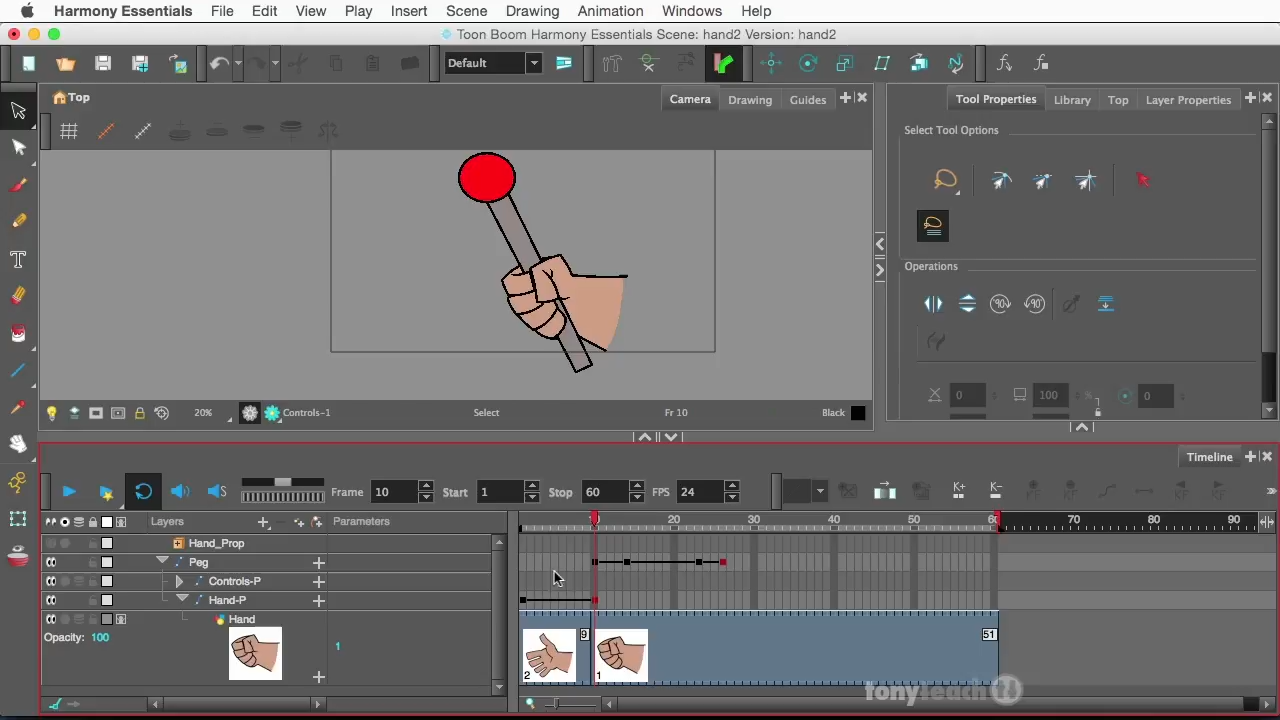 Harmony Essentials File Edit View Play Insert Scene Drawing Animation Windows Help
Toon Boom Harmony Essentials Scene: hand2 Version: hand2
Default
Top Camera Drawing Guides
Tool Properties Library Top Layer Properties
Select Tool Options
Operations
90 90
0 100 % 0
20% Controls-1 Select Fr 10 Black
Timeline
Frame 10 Start 1 Stop 60 FPS 24
K+ K-
Layers Parameters
20 30 40 50 60 70 80 90
Hand_Prop
Peg
Controls-P
Hand-P
Hand
Opacity: 100
1
9 51
2 1
tonyteach